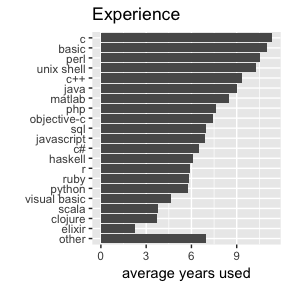 Experience
c
basic
perl
unix shell
c++
java
matlab
php
objective-c
sql
javascript
c#
haskell
r
ruby
python
visual basic
scala
clojure
elixir
other
0 3 6 9
average years used